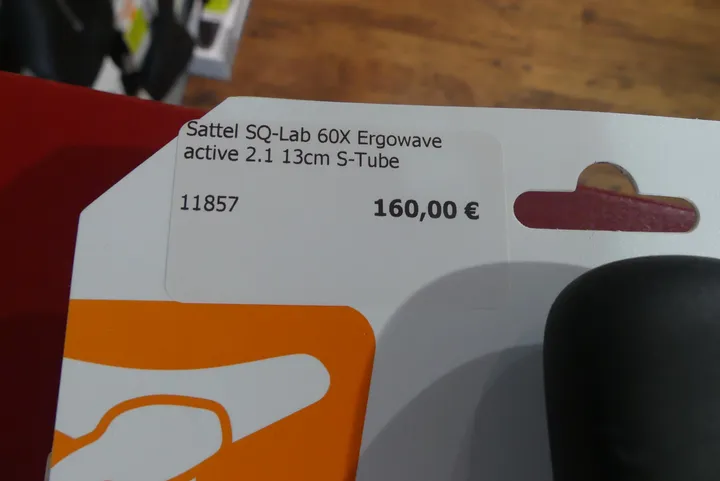 Sattel SQ-Lab 60X Ergowave
active 2.1 13cm S-Tube
11857 160,00 €